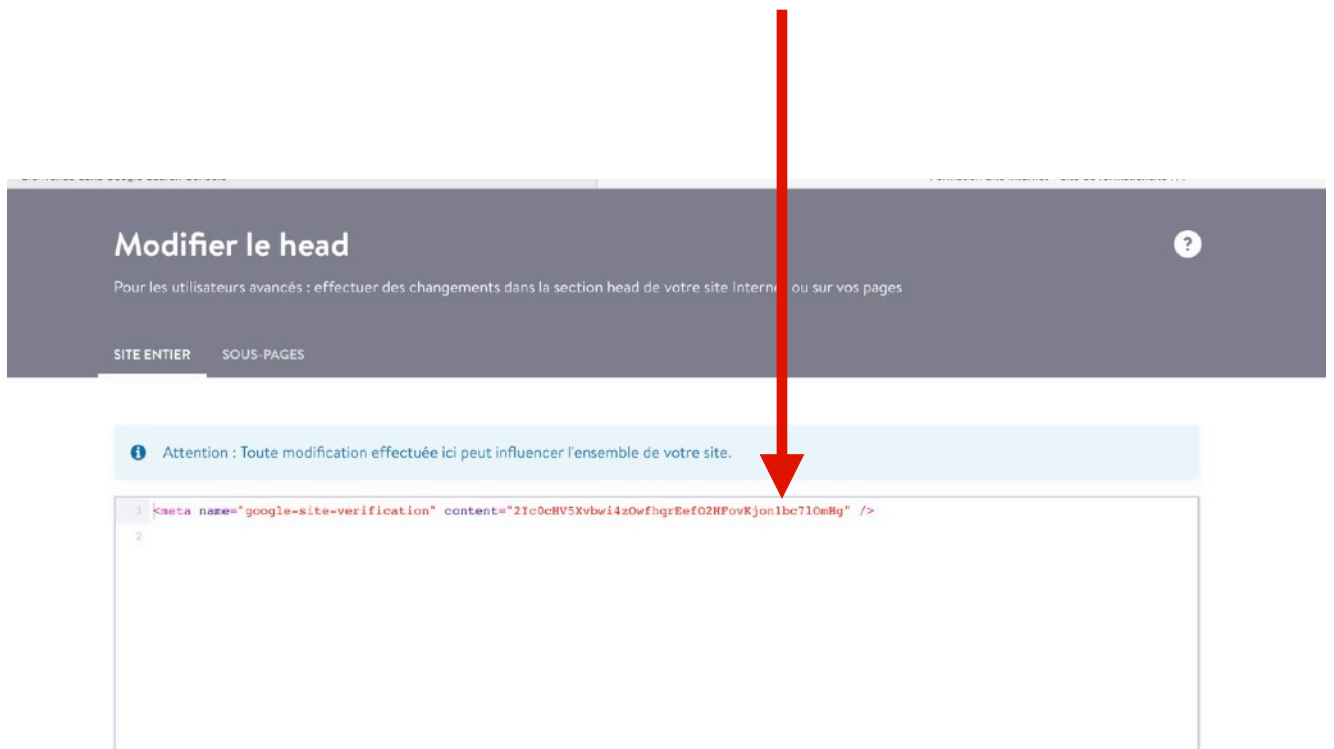 Modifier le head
?
Pour les utilisateurs avancés : effectuer des changements dans la section head de votre site Interne ou sur vos pages
SITE ENTIER SOUS-PAGES
Attention : Toute modification effectuée ici peut influencer l'ensemble de votre site.
1 <meta name="google-site-verification" content="2Ic0cHV5Xvbwi4zOwfhqrEefO2HFovKjon1bc7lOmHg" />
2